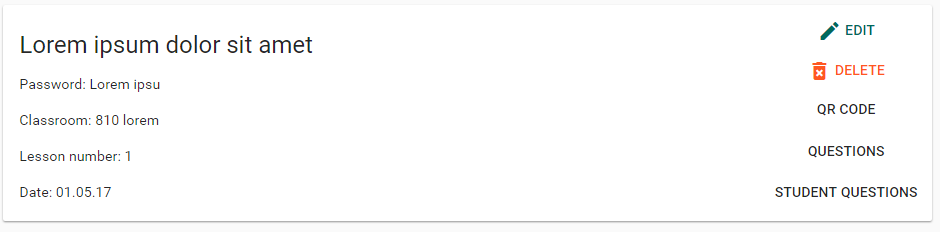 Lorem ipsum dolor sit amet
Password: Lorem ipsu
Classroom: 810 lorem
Lesson number: 1
Date: 01.05.17
EDIT
DELETE
QR CODE
QUESTIONS
STUDENT QUESTIONS